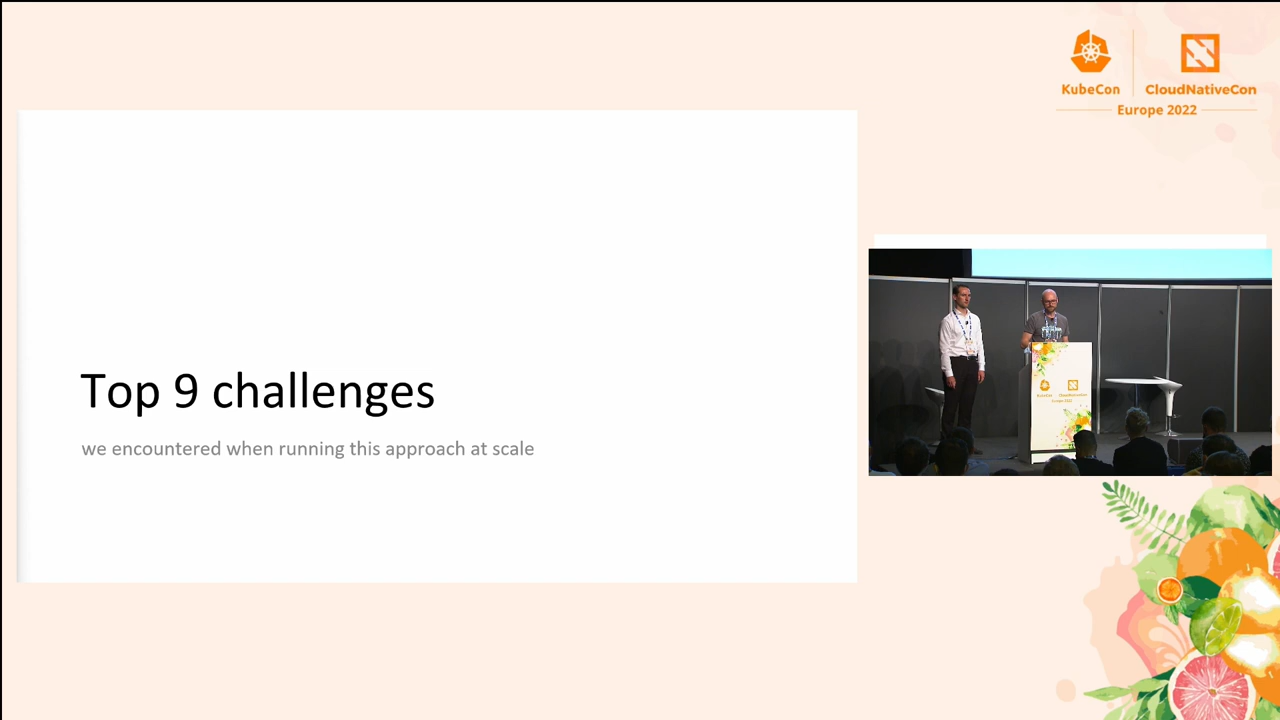 KubeCon
CloudNativeCon
Europe 2022
Top 9 challenges
we encountered when running this approach at scale